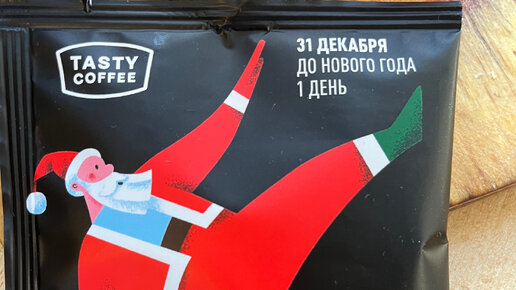 TASTY
COFFEE
31 ДЕКАБРЯ
ДО НОВОГО ГОДА
1 ДЕНЬ